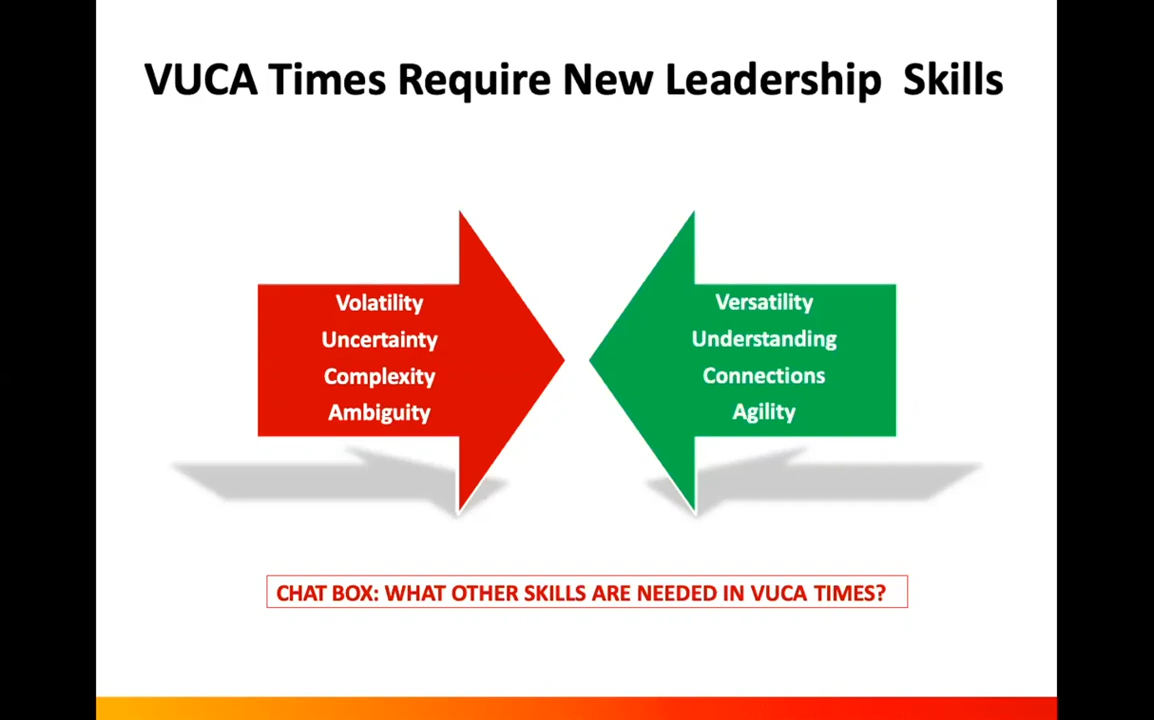 VUCA Times Require New Leadership  Skills
Volatility
Uncertainty
Complexity
Ambiguity
Versatility
Understanding
Connections
Agility
CHAT BOX: WHAT OTHER SKILLS ARE NEEDED IN VUCA TIMES?